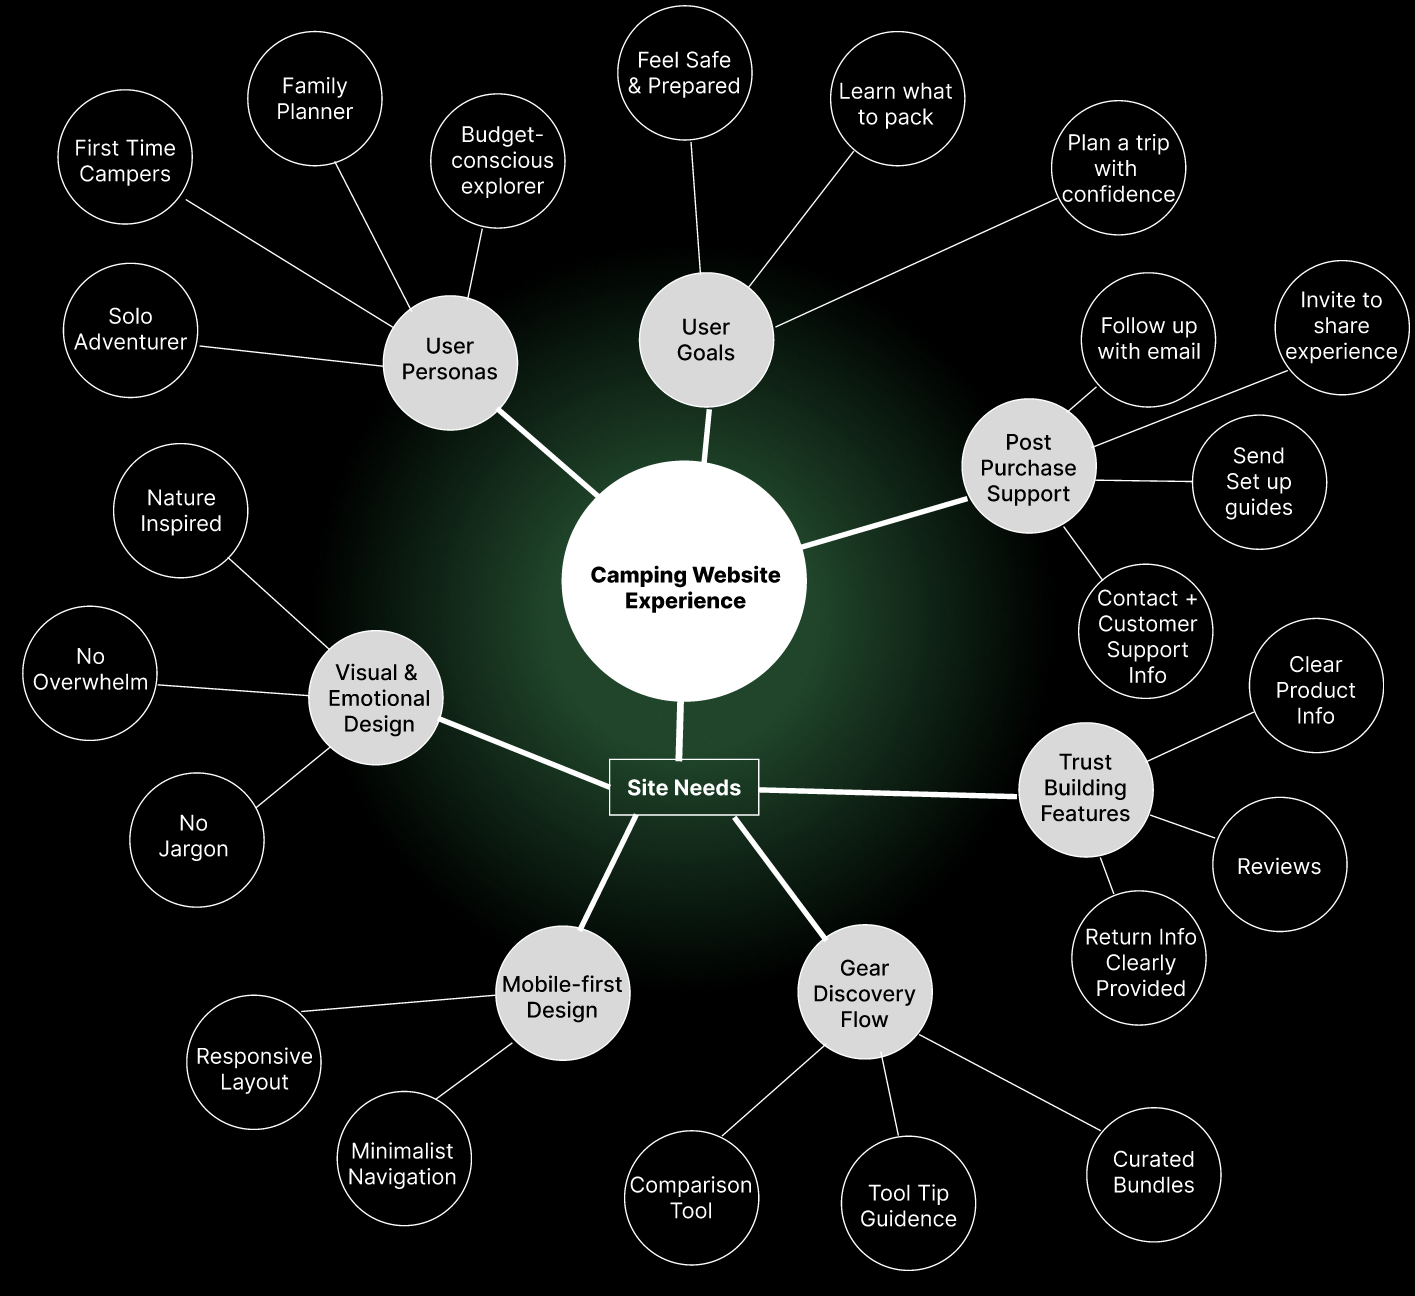 Feel Safe
& Prepared
Family
Planner
Learn what
to pack
First Time
Campers
Budget-
conscious
explorer
Plan a trip
with
confidence
Solo
Adventurer
User
Personas
User
Goals
Follow up
with email
Invite to
share
experience
Post
Purchase
Support
Send
Set up
guides
Nature
Inspired
Camping Website
Experience
Contact +
Customer
Support
Info
No
Overwhelm
Visual &
Emotional
Design
Clear
Product
Info
Site Needs
Trust
Building
Features
No
Jargon
Reviews
Return Info
Clearly
Provided
Mobile-first
Design
Gear
Discovery
Flow
Responsive
Layout
Minimalist
Navigation
Comparison
Tool
Tool Tip
Guidence
Curated
Bundles